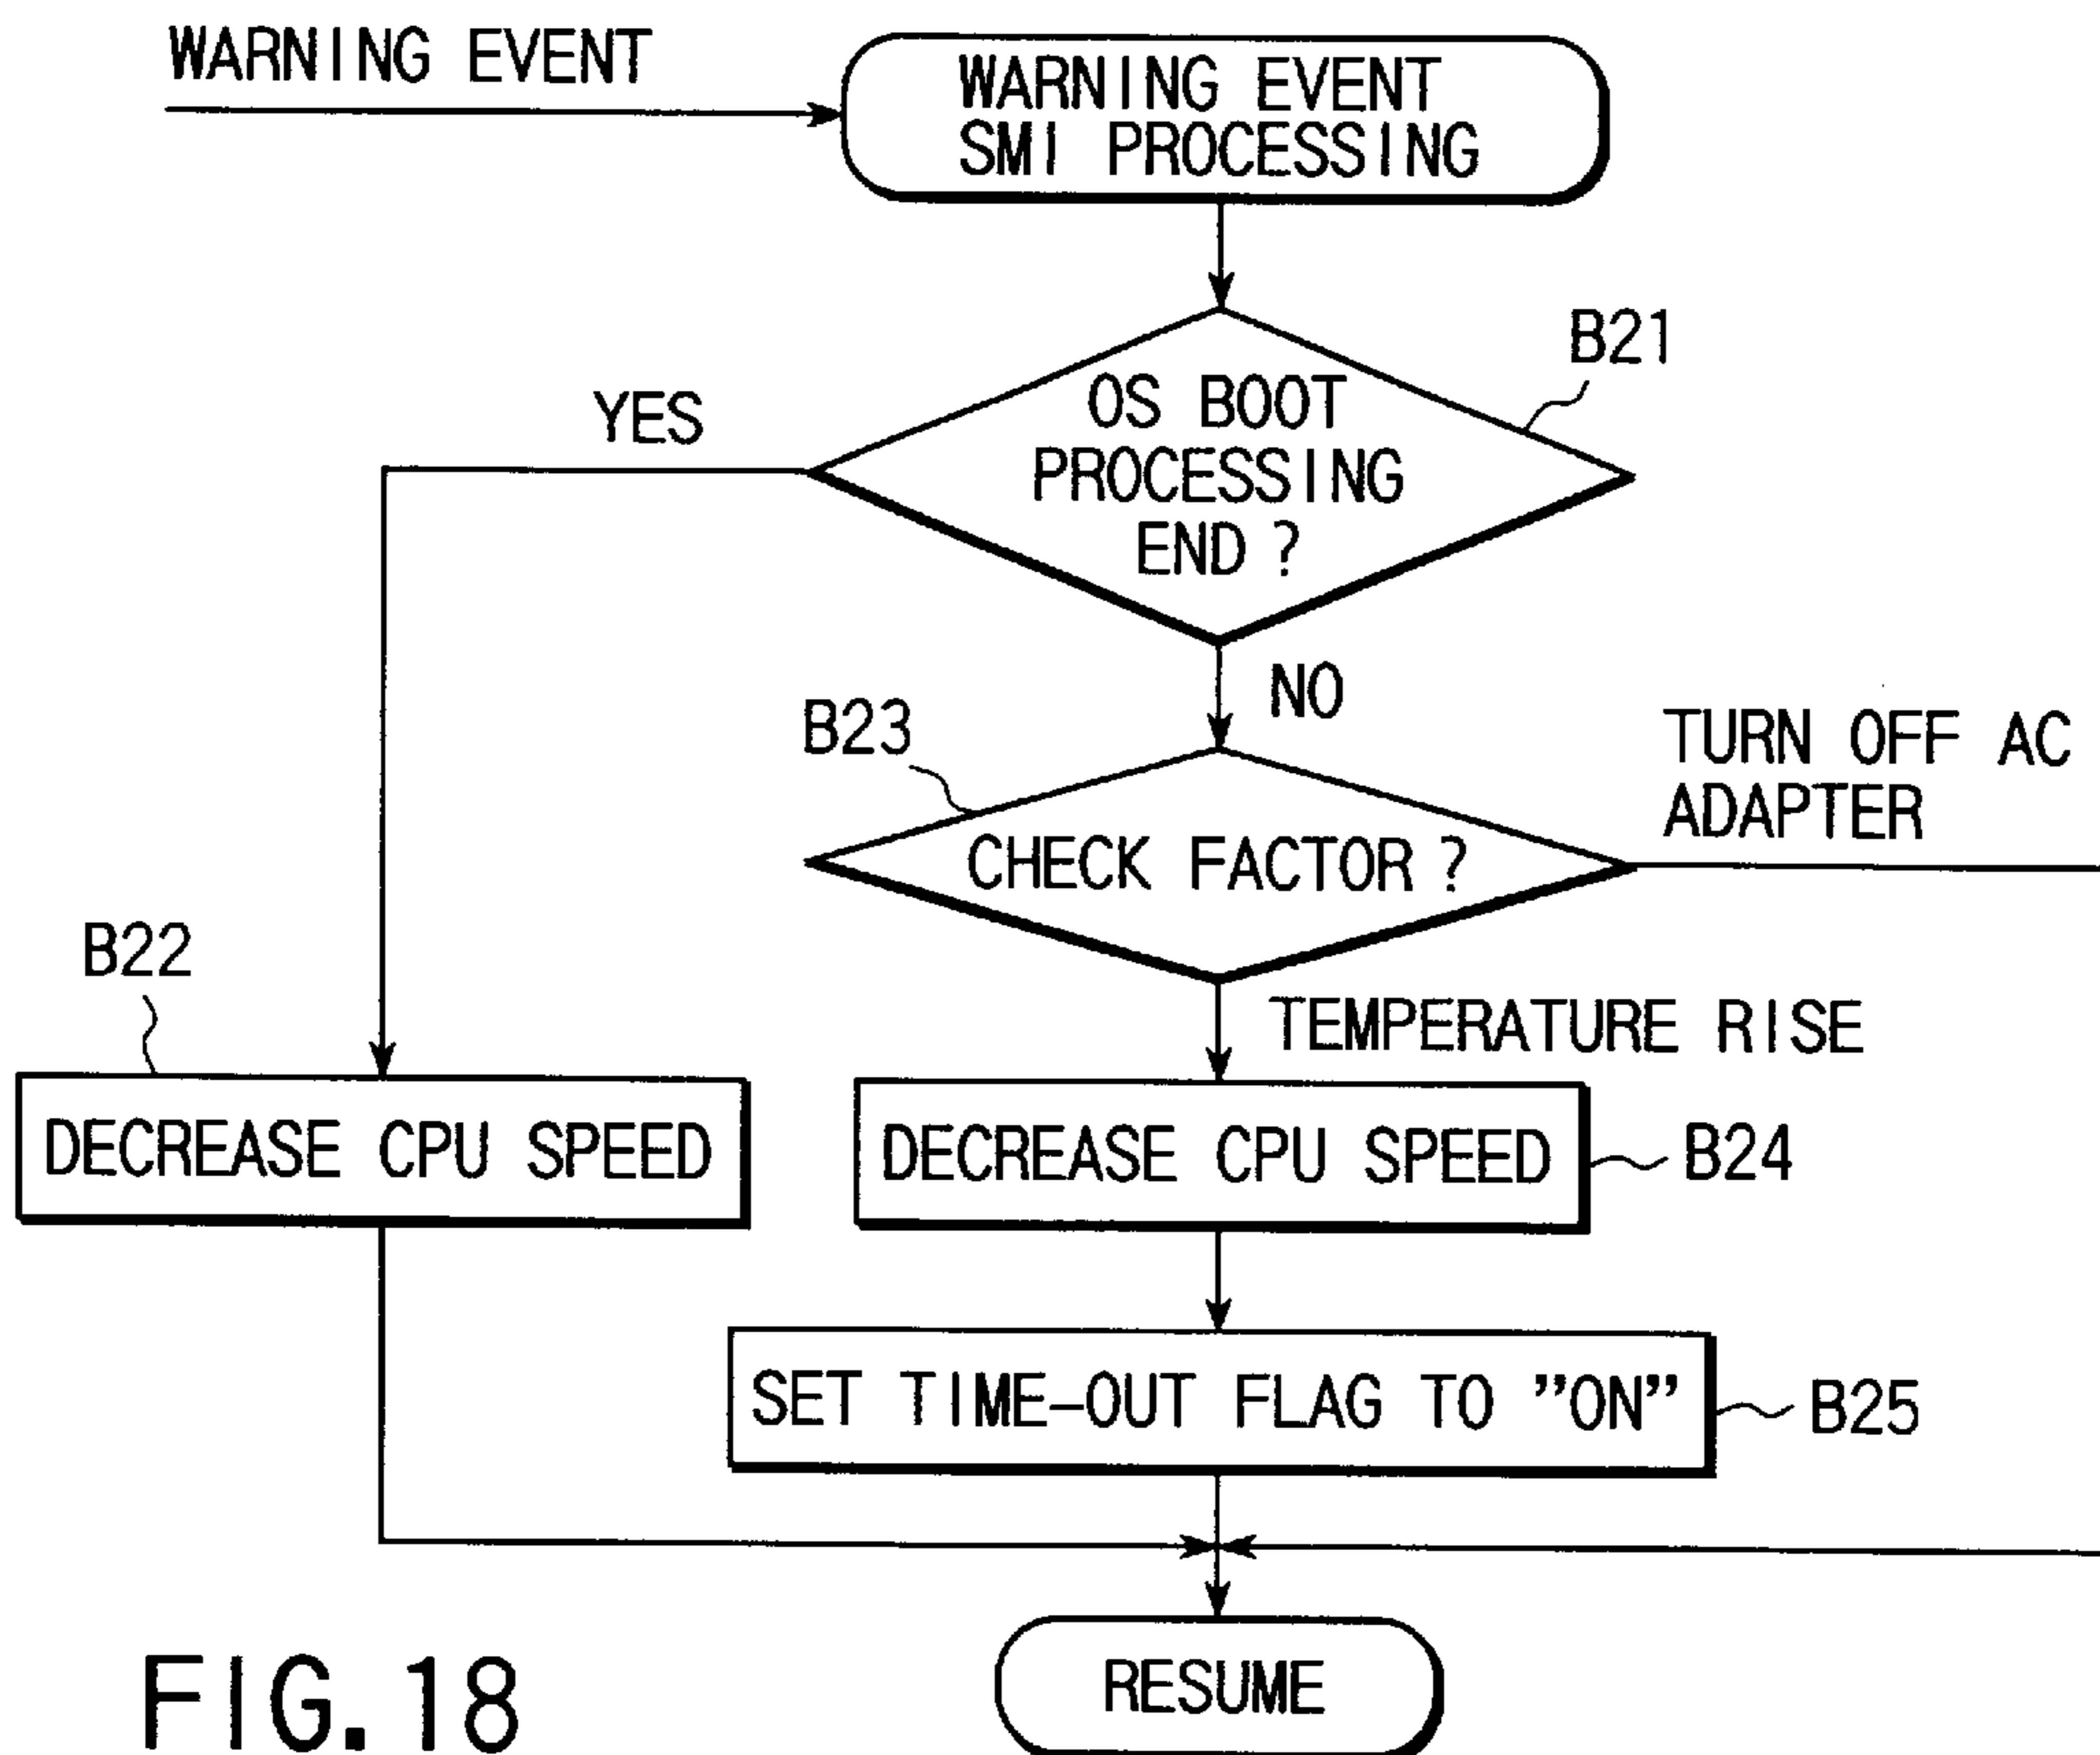 WARNING EVENT
WARNING EVENT
SMI PROCESSING
B21
OS BOOT
PROCESSING
END ?
YES
NO
B23
TURN OFF AC
ADAPTER
CHECK FACTOR ?
B22
TEMPERATURE RISE
DECREASE CPU SPEED
DECREASE CPU SPEED
B24
SET TIME-OUT FLAG TO "ON"
B25
RESUME
FIG.18